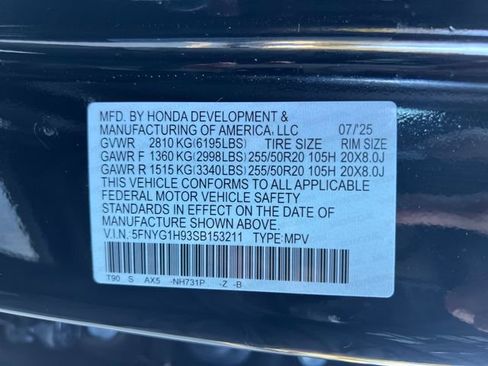 MFD. BY HONDA DEVELOPMENT &
MANUFACTURING OF AMERICA, LLC 07/'25
GVWR 2810 KG(6195LBS) TIRE SIZE RIM SIZE
GAWR F 1360 KG(2998LBS) 255/50R20 105H 20X8.0J
GAWR R 1515 KG(3340LBS) 255/50R20 105H 20X8.0J
THIS VEHICLE CONFORMS TO ALL APPLICABLE
FEDERAL MOTOR VEHICLE SAFETY
STANDARDS IN EFFECT ON THE DATE OF
MANUFACTURE SHOWN ABOVE.
V.I.N. 5FNYG1H93SB153211 TYPE:MPV
T90 S AX5 -NH731P -Z -B